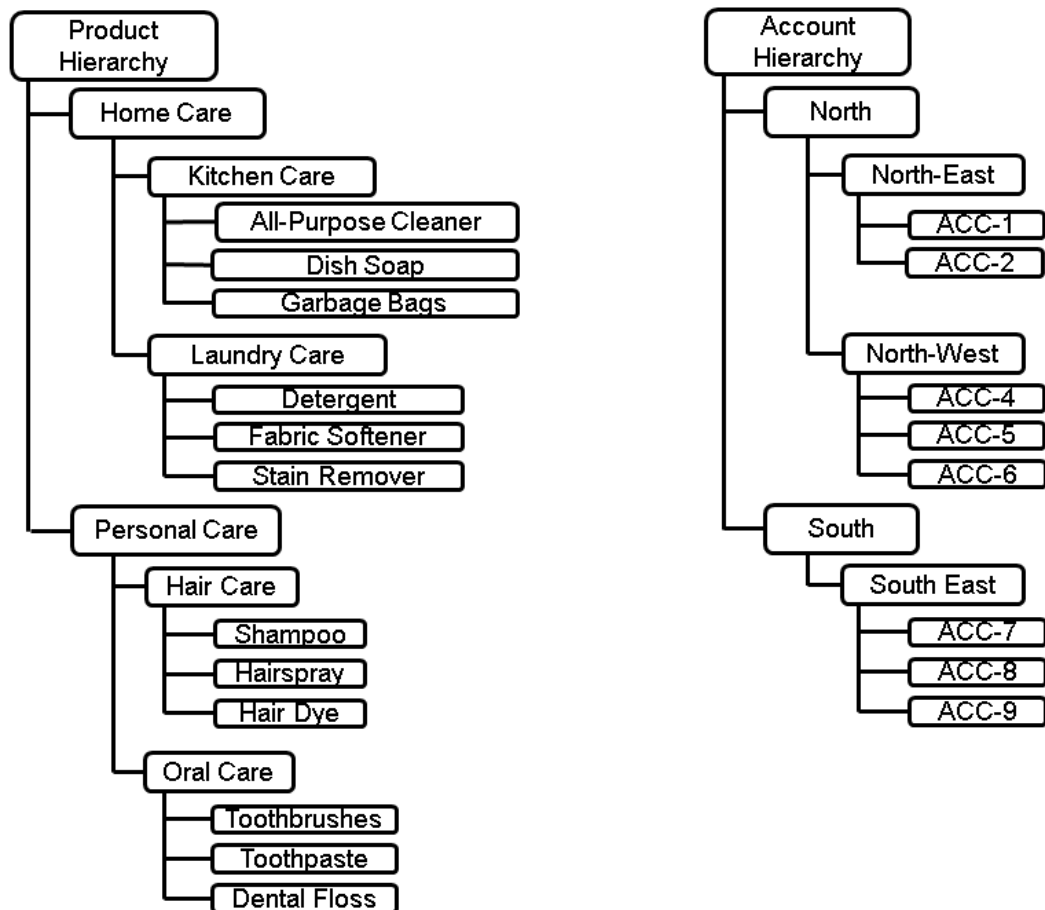 Product
Hierarchy
Home Care
Kitchen Care
All-Purpose Cleaner
Dish Soap
Garbage Bags
Laundry Care
Detergent
Fabric Softener
Stain Remover
Personal Care
Hair Care
Shampoo
Hairspray
Hair Dye
Oral Care
Toothbrushes
Toothpaste
Dental Floss
Account
Hierarchy
North
North-East
ACC-1
ACC-2
North-West
ACC-4
ACC-5
ACC-6
South
South East
ACC-7
ACC-8
ACC-9